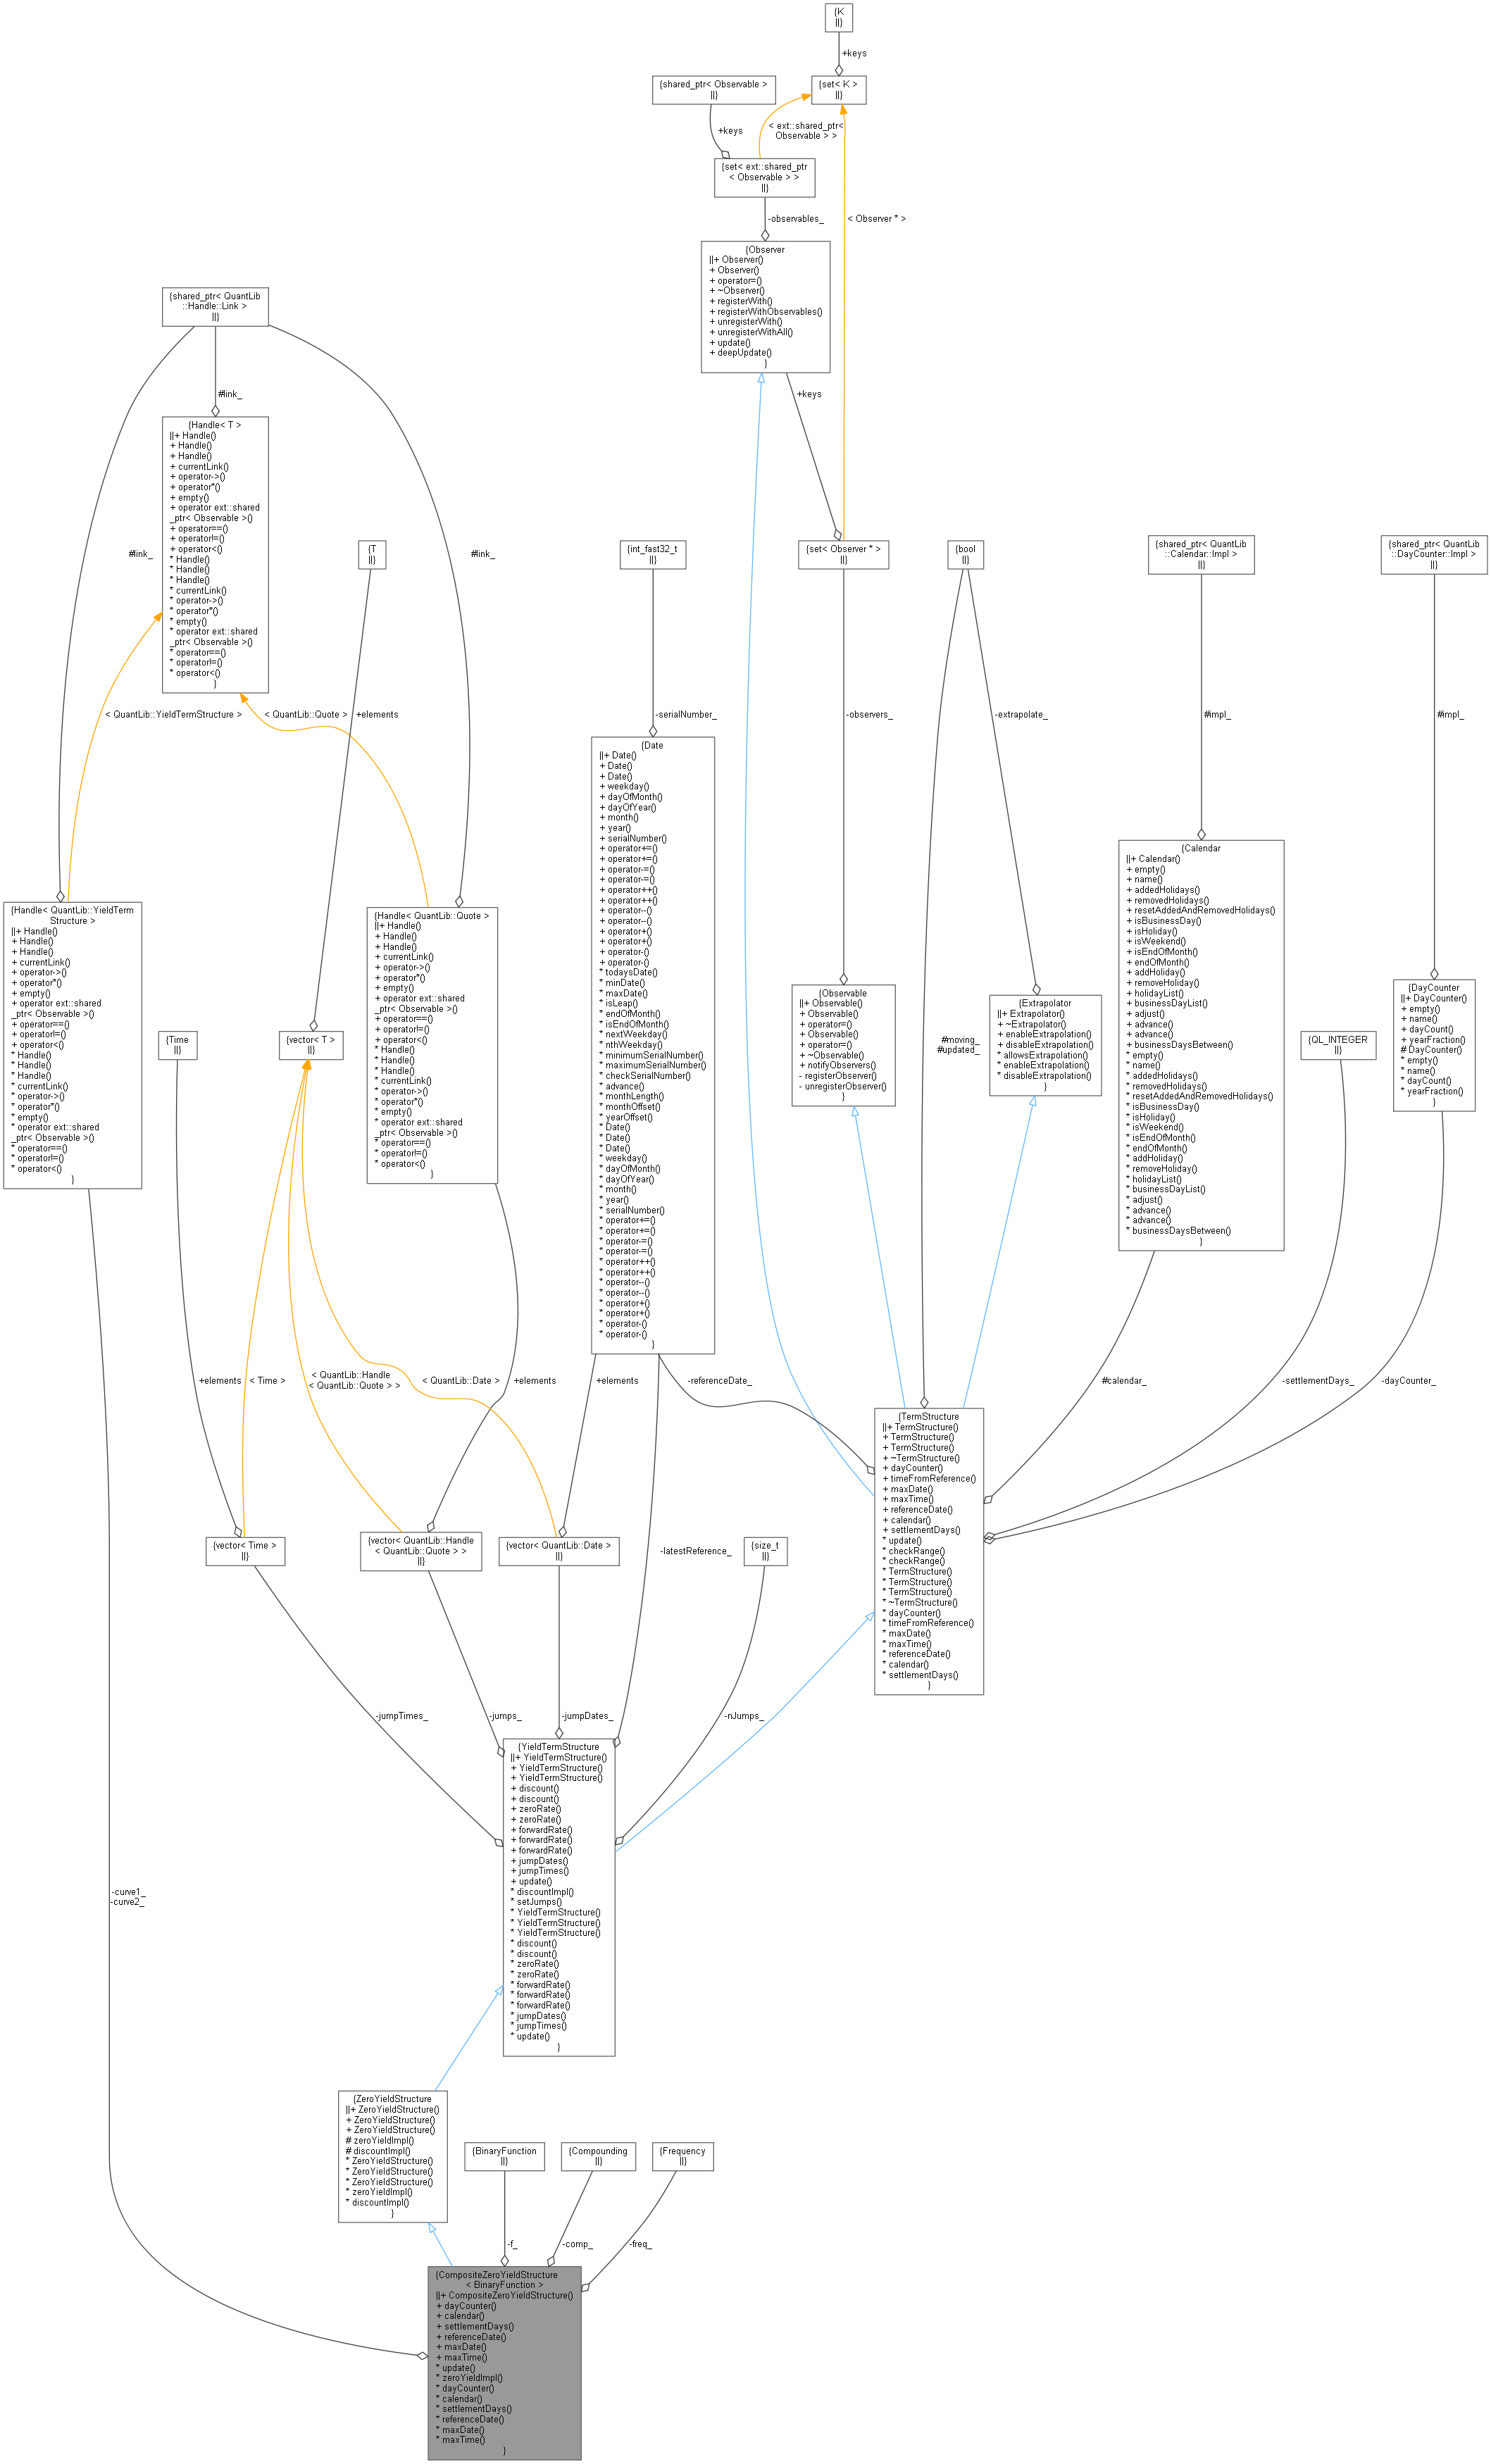 {K
||}
+keys
{shared_ptr< Observable >
||}
{set< K >
||}
+keys
< ext::shared_ptr<
Observable > >
{set< ext::shared_ptr
< Observable > >
||}
-observables_
< Observer * >
{Observer
||+ Observer()
+ Observer()
+ operator=()
+ ~Observer()
+ registerWith()
+ registerWithObservables()
+ unregisterWith()
+ unregisterWithAll()
+ update()
+ deepUpdate()
}
{shared_ptr< QuantLib
::Handle::Link >
||}
#link_
+keys
{Handle< T >
||+ Handle()
+ Handle()
+ Handle()
+ currentLink()
+ operator->()
+ operator*()
+ empty()
+ operator ext::shared
_ptr< Observable >()
+ operator==()
+ operator!=()
+ operator<()
* Handle()
* Handle()
* Handle()
* currentLink()
* operator->()
* operator*()
* empty()
* operator ext::shared
_ptr< Observable >()
* operator==()
* operator!=()
* operator<()
}
#link_
#link_
{T
||}
{int_fast32_t
||}
{set< Observer * >
||}
{bool
||}
{shared_ptr< QuantLib
::Calendar::Impl >
||}
{shared_ptr< QuantLib
::DayCounter::Impl >
||}
< QuantLib::YieldTermStructure >
< QuantLib::Quote >
+elements
-serialNumber_
-observers_
-extrapolate_
#impl_
#impl_
{Date
||+ Date()
+ Date()
+ Date()
+ weekday()
+ dayOfMonth()
+ dayOfYear()
+ month()
+ year()
+ serialNumber()
+ operator+=()
+ operator+=()
+ operator-=()
+ operator-=()
+ operator++()
+ operator++()
+ operator--()
+ operator--()
+ operator+()
+ operator+()
+ operator-()
+ operator-()
* todaysDate()
* minDate()
* maxDate()
* isLeap()
* endOfMonth()
* isEndOfMonth()
* nextWeekday()
* nthWeekday()
* minimumSerialNumber()
* maximumSerialNumber()
* checkSerialNumber()
* advance()
* monthLength()
* monthOffset()
* yearOffset()
* Date()
* Date()
* Date()
* weekday()
* dayOfMonth()
* dayOfYear()
* month()
* year()
* serialNumber()
* operator+=()
* operator+=()
* operator-=()
* operator-=()
* operator++()
* operator++()
* operator--()
* operator--()
* operator+()
* operator+()
* operator-()
* operator-()
}
{Calendar
||+ Calendar()
+ empty()
+ name()
+ addedHolidays()
+ removedHolidays()
+ resetAddedAndRemovedHolidays()
+ isBusinessDay()
+ isHoliday()
+ isWeekend()
+ isEndOfMonth()
+ endOfMonth()
+ addHoliday()
+ removeHoliday()
+ holidayList()
+ businessDayList()
+ adjust()
+ advance()
+ advance()
+ businessDaysBetween()
* empty()
* name()
* addedHolidays()
* removedHolidays()
* resetAddedAndRemovedHolidays()
* isBusinessDay()
* isHoliday()
* isWeekend()
* isEndOfMonth()
* endOfMonth()
* addHoliday()
* removeHoliday()
* holidayList()
* businessDayList()
* adjust()
* advance()
* advance()
* businessDaysBetween()
}
{Handle< QuantLib::YieldTerm
Structure >
||+ Handle()
+ Handle()
+ Handle()
+ currentLink()
+ operator->()
+ operator*()
+ empty()
+ operator ext::shared
_ptr< Observable >()
+ operator==()
+ operator!=()
+ operator<()
* Handle()
* Handle()
* Handle()
* currentLink()
* operator->()
* operator*()
* empty()
* operator ext::shared
_ptr< Observable >()
* operator==()
* operator!=()
* operator<()
}
{Handle< QuantLib::Quote >
||+ Handle()
+ Handle()
+ Handle()
+ currentLink()
+ operator->()
+ operator*()
+ empty()
+ operator ext::shared
_ptr< Observable >()
+ operator==()
+ operator!=()
+ operator<()
* Handle()
* Handle()
* Handle()
* currentLink()
* operator->()
* operator*()
* empty()
* operator ext::shared
_ptr< Observable >()
* operator==()
* operator!=()
* operator<()
}
{Observable
||+ Observable()
+ Observable()
+ operator=()
+ Observable()
+ operator=()
+ ~Observable()
+ notifyObservers()
- registerObserver()
- unregisterObserver()
}
{Extrapolator
||+ Extrapolator()
+ ~Extrapolator()
+ enableExtrapolation()
+ disableExtrapolation()
* allowsExtrapolation()
* enableExtrapolation()
* disableExtrapolation()
}
{DayCounter
||+ DayCounter()
+ empty()
+ name()
+ dayCount()
+ yearFraction()
# DayCounter()
* empty()
* name()
* dayCount()
* yearFraction()
}
{Time
||}
{vector< T >
||}
#moving_
#updated_
{QL_INTEGER
||}
+elements
< Time >
< QuantLib::Handle
< QuantLib::Quote > >
< QuantLib::Date >
+elements
+elements
-referenceDate_
#calendar_
-settlementDays_
-dayCounter_
{TermStructure
||+ TermStructure()
+ TermStructure()
+ TermStructure()
+ ~TermStructure()
+ dayCounter()
+ timeFromReference()
+ maxDate()
+ maxTime()
+ referenceDate()
+ calendar()
+ settlementDays()
* update()
* checkRange()
* checkRange()
* TermStructure()
* TermStructure()
* TermStructure()
* ~TermStructure()
* dayCounter()
* timeFromReference()
* maxDate()
* maxTime()
* referenceDate()
* calendar()
* settlementDays()
}
{vector< Time >
||}
{vector< QuantLib::Handle
< QuantLib::Quote > >
||}
{vector< QuantLib::Date >
||}
-latestReference_
{size_t
||}
-jumpTimes_
-jumps_
-jumpDates_
-nJumps_
{YieldTermStructure
||+ YieldTermStructure()
+ YieldTermStructure()
+ YieldTermStructure()
+ discount()
+ discount()
+ zeroRate()
+ zeroRate()
+ forwardRate()
+ forwardRate()
+ forwardRate()
+ jumpDates()
+ jumpTimes()
+ update()
* discountImpl()
* setJumps()
* YieldTermStructure()
* YieldTermStructure()
* YieldTermStructure()
* discount()
* discount()
* zeroRate()
* zeroRate()
* forwardRate()
* forwardRate()
* forwardRate()
* jumpDates()
* jumpTimes()
* update()
}
-curve1_
-curve2_
{ZeroYieldStructure
||+ ZeroYieldStructure()
+ ZeroYieldStructure()
+ ZeroYieldStructure()
# zeroYieldImpl()
# discountImpl()
* ZeroYieldStructure()
* ZeroYieldStructure()
* ZeroYieldStructure()
* zeroYieldImpl()
* discountImpl()
}
{BinaryFunction
||}
{Compounding
||}
{Frequency
||}
-f_
-comp_
-freq_
{CompositeZeroYieldStructure
< BinaryFunction >
||+ CompositeZeroYieldStructure()
+ dayCounter()
+ calendar()
+ settlementDays()
+ referenceDate()
+ maxDate()
+ maxTime()
* update()
* zeroYieldImpl()
* dayCounter()
* calendar()
* settlementDays()
* referenceDate()
* maxDate()
* maxTime()
}